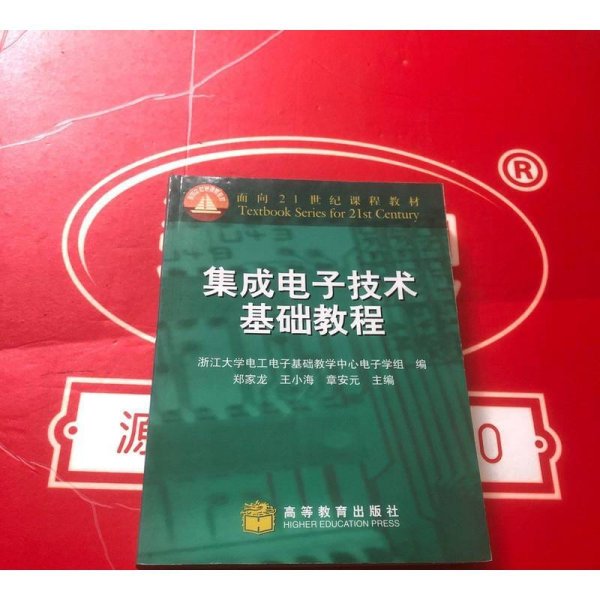 ®
面向21世纪课程教材
Textbook Series for 21st Century
集成电子技术
基础教程
浙江大学电工电子基础教学中心电子学组 编
郑家龙 王小海 章安元 主编
源
0
高等教育出版社
HIGHER EDUCATION PRESS